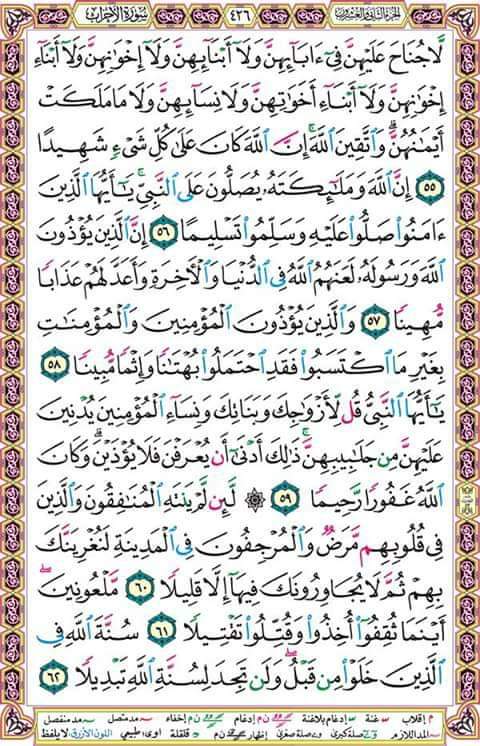 الجزء الثاني والعشرون ٤٢٦ سورة الأحزاب
لَّا جُنَاحَ عَلَيْهِنَّ فِىٓ ءَابَآئِهِنَّ وَلَآ أَبْنَآئِهِنَّ وَلَآ إِخْوَٰنِهِنَّ وَلَآ أَبْنَآءِ
إِخْوَٰنِهِنَّ وَلَآ أَبْنَآءِ أَخَوَٰتِهِنَّ وَلَا نِسَآئِهِنَّ وَلَا مَا مَلَكَتْ
أَيْمَٰنُهُنَّ ۗ وَٱتَّقِينَ ٱللَّهَ ۚ إِنَّ ٱللَّهَ كَانَ عَلَىٰ كُلِّ شَىْءٍ شَهِيدًا
٥٥ إِنَّ ٱللَّهَ وَمَلَٰٓئِكَتَهُۥ يُصَلُّونَ عَلَى ٱلنَّبِىِّ ۚ يَٰٓأَيُّهَا ٱلَّذِينَ
ءَامَنُوا۟ صَلُّوا۟ عَلَيْهِ وَسَلِّمُوا۟ تَسْلِيمًا ٥٦ إِنَّ ٱلَّذِينَ يُؤْذُونَ
ٱللَّهَ وَرَسُولَهُۥ لَعَنَهُمُ ٱللَّهُ فِى ٱلدُّنْيَا وَٱلْءَاخِرَةِ وَأَعَدَّ لَهُمْ عَذَابًا
مُّهِينًا ٥٧ وَٱلَّذِينَ يُؤْذُونَ ٱلْمُؤْمِنِينَ وَٱلْمُؤْمِنَٰتِ
بِغَيْرِ مَا ٱكْتَسَبُوا۟ فَقَدِ ٱحْتَمَلُوا۟ بُهْتَٰنًا وَإِثْمًا مُّبِينًا ٥٨
يَٰٓأَيُّهَا ٱلنَّبِىُّ قُل لِّأَزْوَٰجِكَ وَبَنَاتِكَ وَنِسَآءِ ٱلْمُؤْمِنِينَ يُدْنِينَ
عَلَيْهِنَّ مِن جَلَٰبِيبِهِنَّ ۚ ذَٰلِكَ أَدْنَىٰٓ أَن يُعْرَفْنَ فَلَا يُؤْذَيْنَ ۗ وَكَانَ
ٱللَّهُ غَفُورًا رَّحِيمًا ٥٩ ۞ لَّئِن لَّمْ يَنتَهِ ٱلْمُنَٰفِقُونَ وَٱلَّذِينَ
فِى قُلُوبِهِم مَّرَضٌ وَٱلْمُرْجِفُونَ فِى ٱلْمَدِينَةِ لَنُغْرِيَنَّكَ
بِهِمْ ثُمَّ لَا يُجَاوِرُونَكَ فِيهَآ إِلَّا قَلِيلًا ٦٠ مَّلْعُونِينَ ۖ
أَيْنَمَا ثُقِفُوٓا۟ أُخِذُوا۟ وَقُتِّلُوا۟ تَقْتِيلًا ٦١ سُنَّةَ ٱللَّهِ فِى
ٱلَّذِينَ خَلَوْا۟ مِن قَبْلُ ۖ وَلَن تَجِدَ لِسُنَّةِ ٱللَّهِ تَبْدِيلًا ٦٢
م إقلاب غنة إدغام بلا غنة ن م إدغام ن م إخفاء مد متصل مد منفصل
المد اللازم صلة كبرى صلة صغرى إظهار ن م قلقلة طبيعي اللون الأزرق لا يلفظ